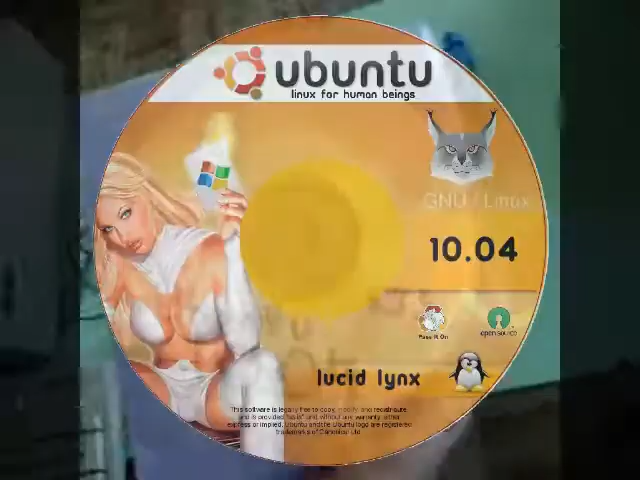 ubuntu
linux for human beings
GNU / Linux
10.04
Pass It On
open source
lucid lynx
This software is legally free to copy, modify and redistribute
and is provided "as is" and without any warranty, either
express or implied. Ubuntu and the Ubuntu logo are registered
trademarks of Canonical Ltd